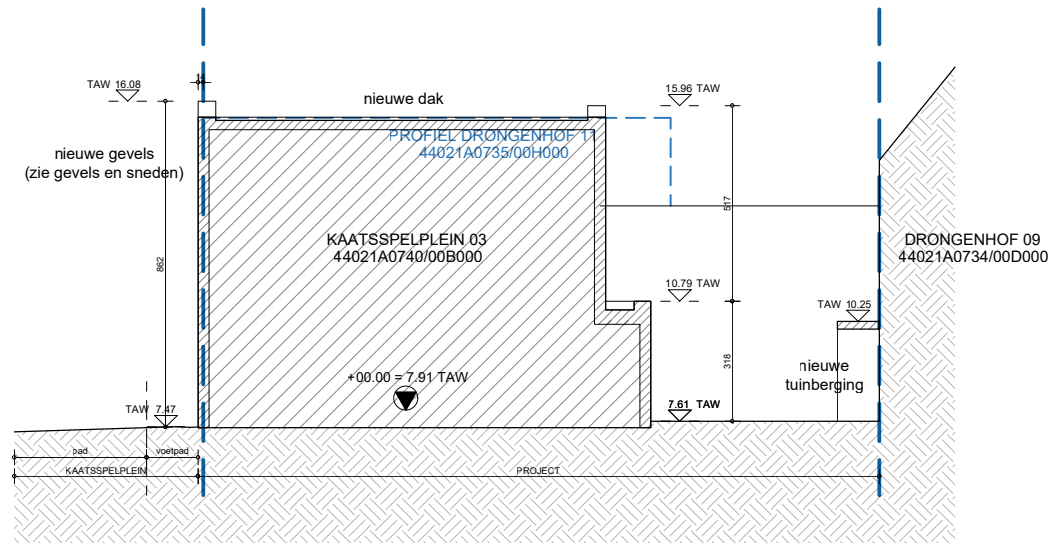 TAW 16.08
14
nieuwe dak
15.96 TAW
PROFIEL DRONGENHOF 11
44021A0735/00H000
nieuwe gevels
(zie gevels en sneden)
517
KAATSSPELPLEIN 03
44021A0740/00B000
DRONGENHOF 09
44021A0734/00D000
862
10.79 TAW
TAW 10.25
318
nieuwe
tuinberging
+00.00 = 7.91 TAW
TAW 7.47
7.61 TAW
pad
voetpad
KAATSSPELPLEIN
PROJECT